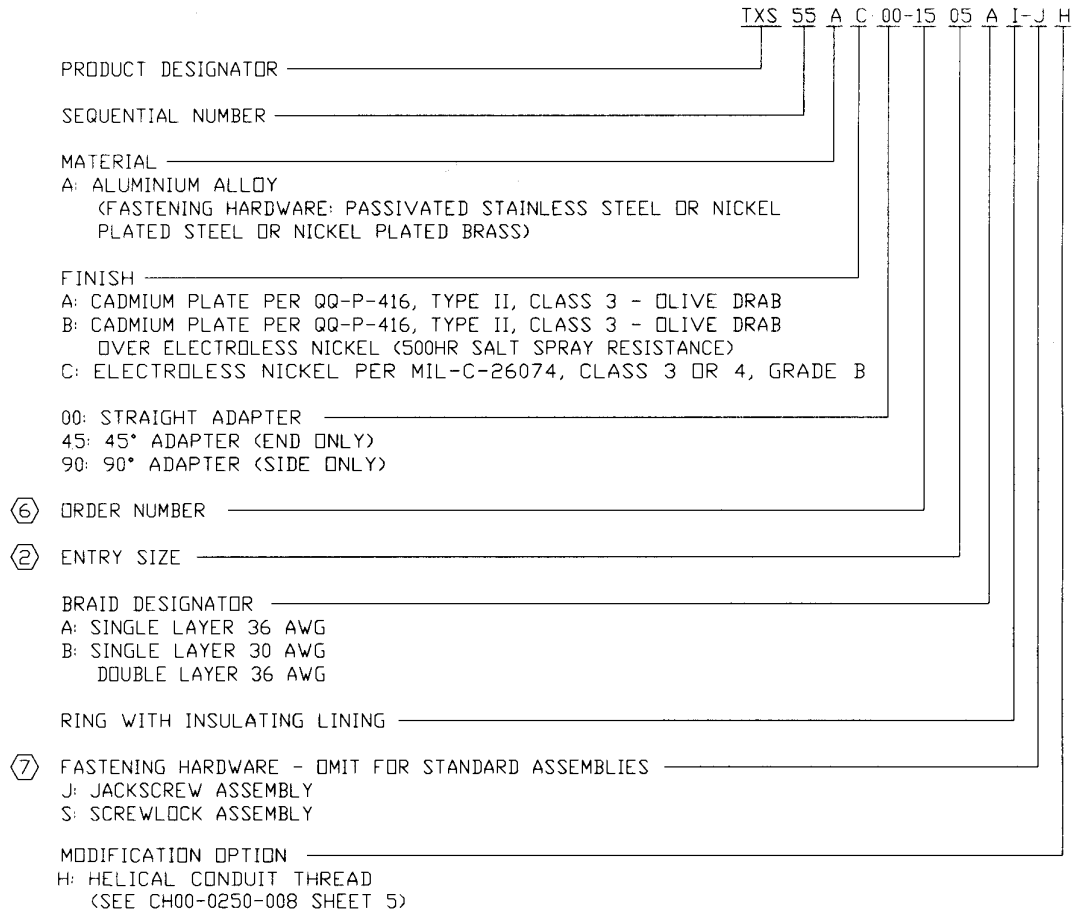 TXS 55 A C 00-15 05 A I-J H
PRODUCT DESIGNATOR
SEQUENTIAL NUMBER
MATERIAL
A: ALUMINIUM ALLOY
(FASTENING HARDWARE: PASSIVATED STAINLESS STEEL OR NICKEL
PLATED STEEL OR NICKEL PLATED BRASS)
FINISH
A: CADMIUM PLATE PER QQ-P-416, TYPE II, CLASS 3 - OLIVE DRAB
B: CADMIUM PLATE PER QQ-P-416, TYPE II, CLASS 3 - OLIVE DRAB
OVER ELECTROLESS NICKEL (500HR SALT SPRAY RESISTANCE)
C: ELECTROLESS NICKEL PER MIL-C-26074, CLASS 3 OR 4, GRADE B
00: STRAIGHT ADAPTER
45: 45° ADAPTER (END ONLY)
90: 90° ADAPTER (SIDE ONLY)
6 ORDER NUMBER
2 ENTRY SIZE
BRAID DESIGNATOR
A: SINGLE LAYER 36 AWG
B: SINGLE LAYER 30 AWG
DOUBLE LAYER 36 AWG
RING WITH INSULATING LINING
7 FASTENING HARDWARE - OMIT FOR STANDARD ASSEMBLIES
J: JACKSCREW ASSEMBLY
S: SCREWLOCK ASSEMBLY
MODIFICATION OPTION
H: HELICAL CONDUIT THREAD
(SEE CH00-0250-008 SHEET 5)